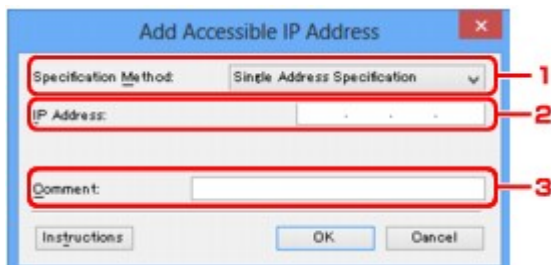 Add Accessible IP Address
Specification Method: Single Address Specification 1
IP Address: . . . 2
Comment: 3
Instructions OK Cancel